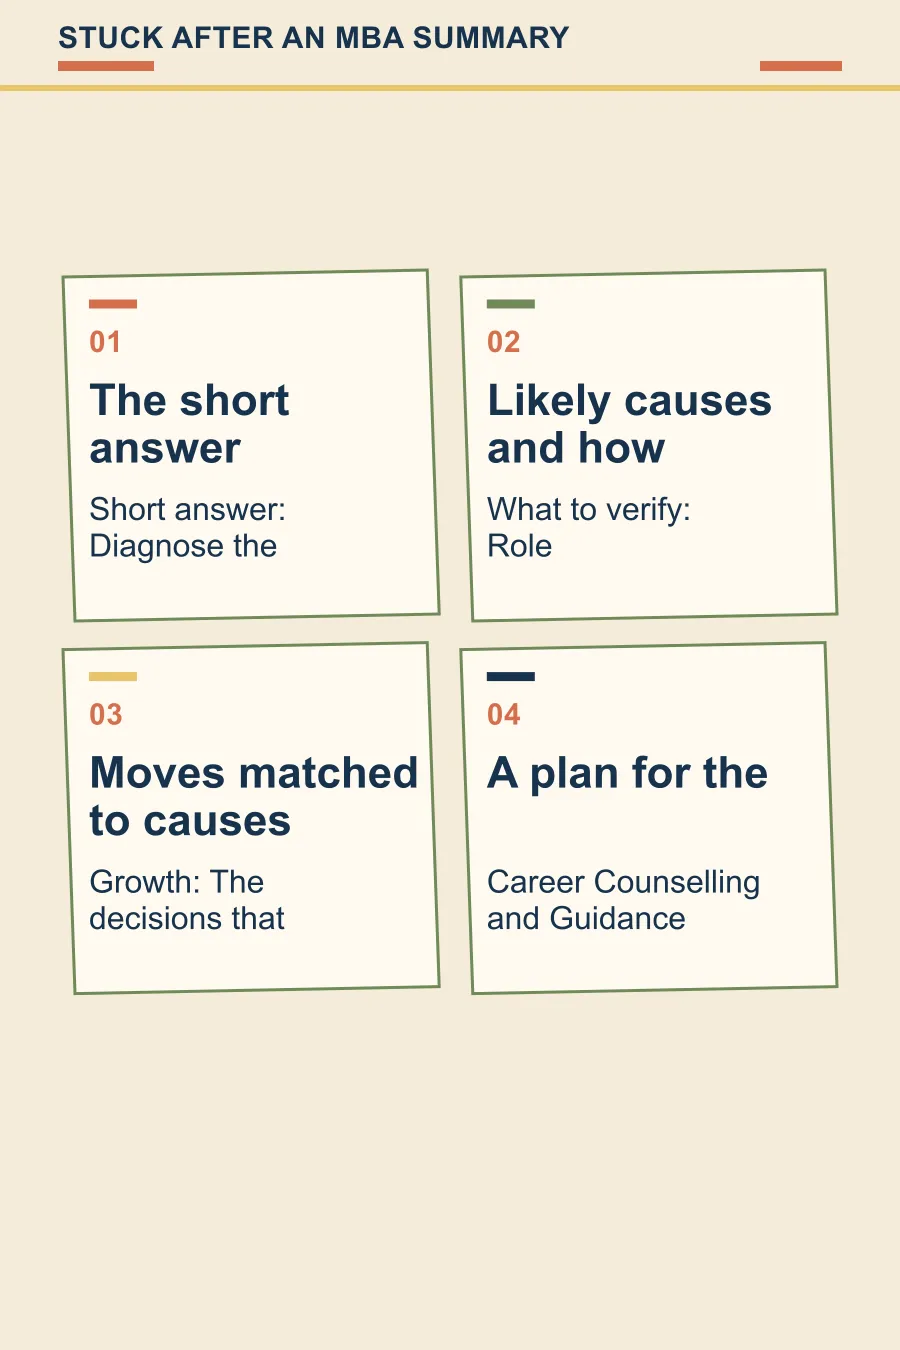 STUCK AFTER AN MBA SUMMARY
01
The short
answer
Short answer:
Diagnose the
02
Likely causes
and how
What to verify:
Role
03
Moves matched
to causes
Growth: The
decisions that
04
A plan for the
Career Counselling
and Guidance